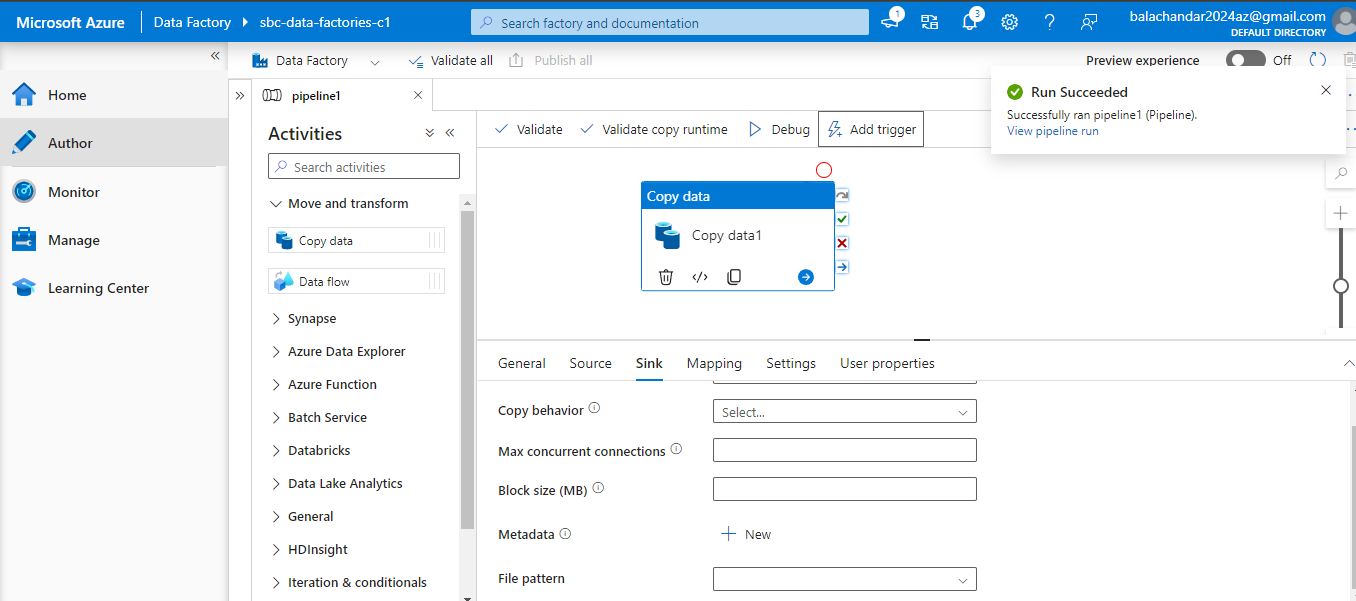 Microsoft Azure
Data Factory
sbc-data-factories-c1
Search factory and documentation
1
3
balachandar2024az@gmail.com
DEFAULT DIRECTORY
Data Factory
Validate all
Publish all
Preview experience
Off
Home
Author
Monitor
Manage
Learning Center
pipeline1
Run Succeeded
Successfully ran pipeline1 (Pipeline).
View pipeline run
Activities
Search activities
Move and transform
Copy data
Data flow
Synapse
Azure Data Explorer
Azure Function
Batch Service
Databricks
Data Lake Analytics
General
HDInsight
Iteration & conditionals
Validate
Validate copy runtime
Debug
Add trigger
Copy data
Copy data1
General
Source
Sink
Mapping
Settings
User properties
Copy behavior
Select...
Max concurrent connections
Block size (MB)
Metadata
New
File pattern